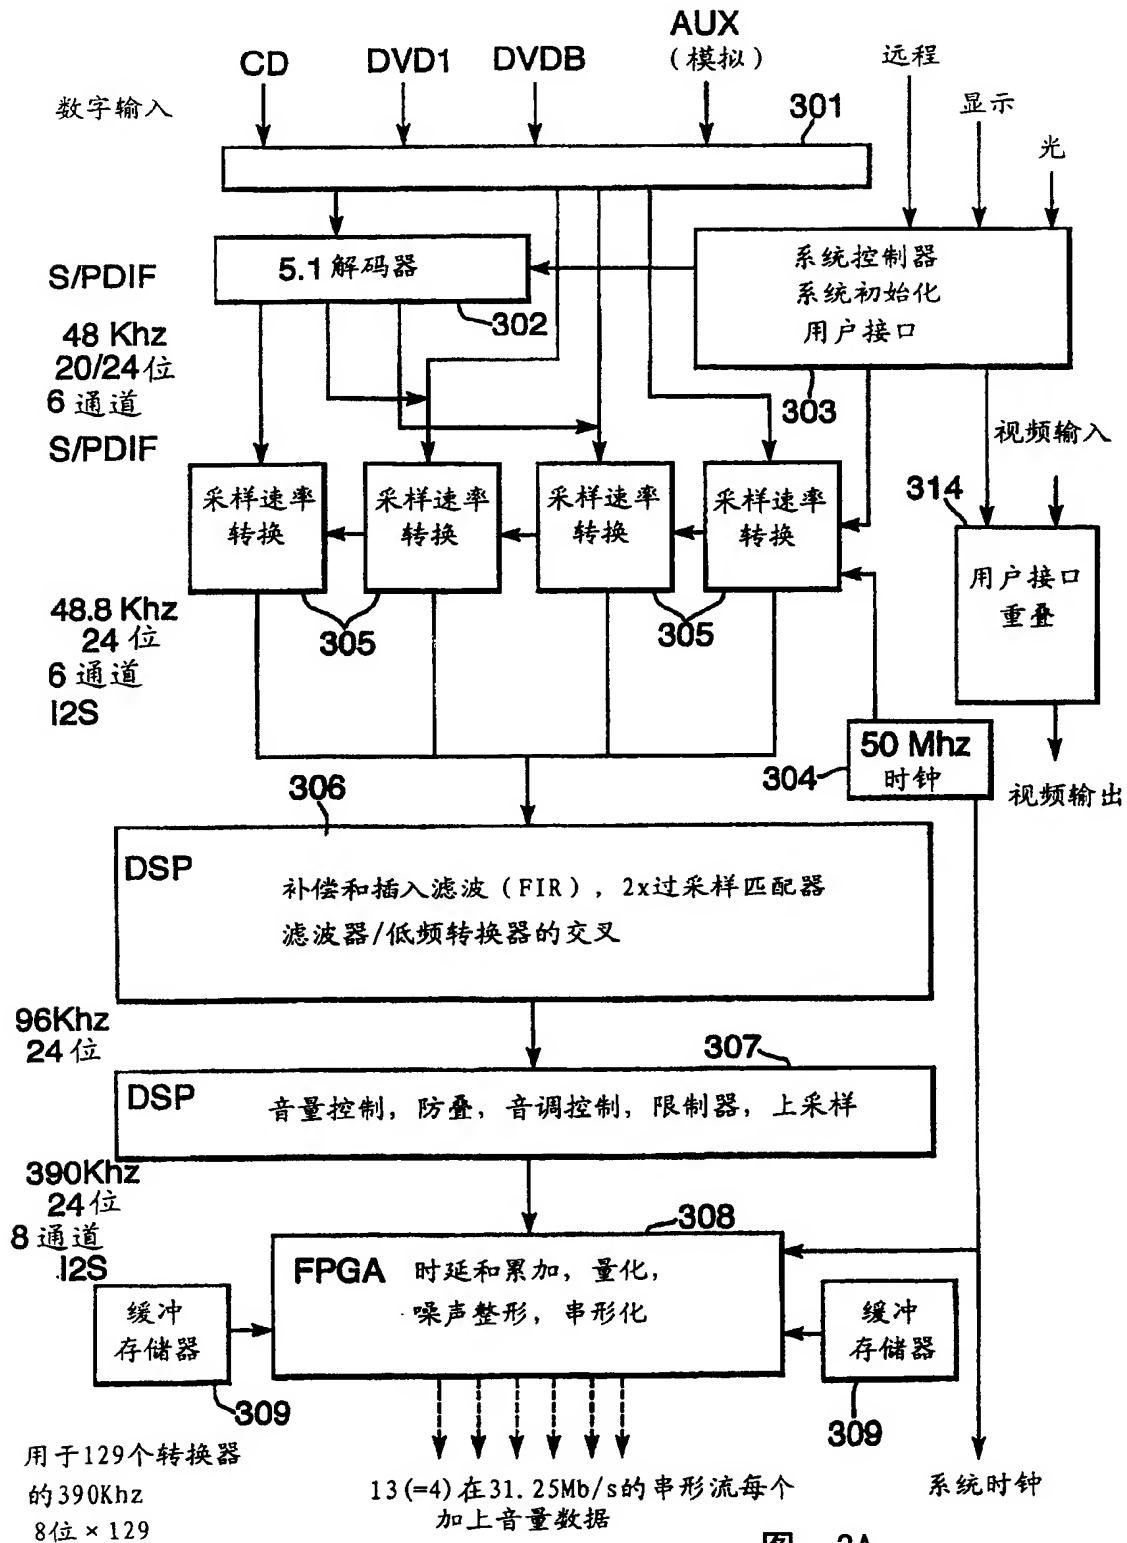 AUX
（模拟）
CD
DVD1
DVDB
远程
数字输入
显示
301
光
系统控制器
系统初始化
用户接口
S/PDIF
5.1解码器
302
48 Khz
20/24位
6 通道
303
S/PDIF
视频输入
314
采样速率
转换
采样速率
转换
采样速率
转换
采样速率
转换
用户接口
重叠
48.8 Khz
24 位
6 通道
I2S
305
305
50 Mhz
时钟
304
视频输出
306
DSP
补偿和插入滤波（FIR），2x过采样匹配器
滤波器/低频转换器的交叉
96Khz
24位
307
DSP
音量控制，防叠，音调控制，限制器，上采样
390Khz
24位
8通道
I2S
308
FPGA
时延和累加，量化，
噪声整形，串形化
缓冲
存储器
缓冲
存储器
309
309
用于129个转换器
的390Khz
8位 × 129
13(=4)在31.25Mb/s的串形流每个
加上音量数据
系统时钟